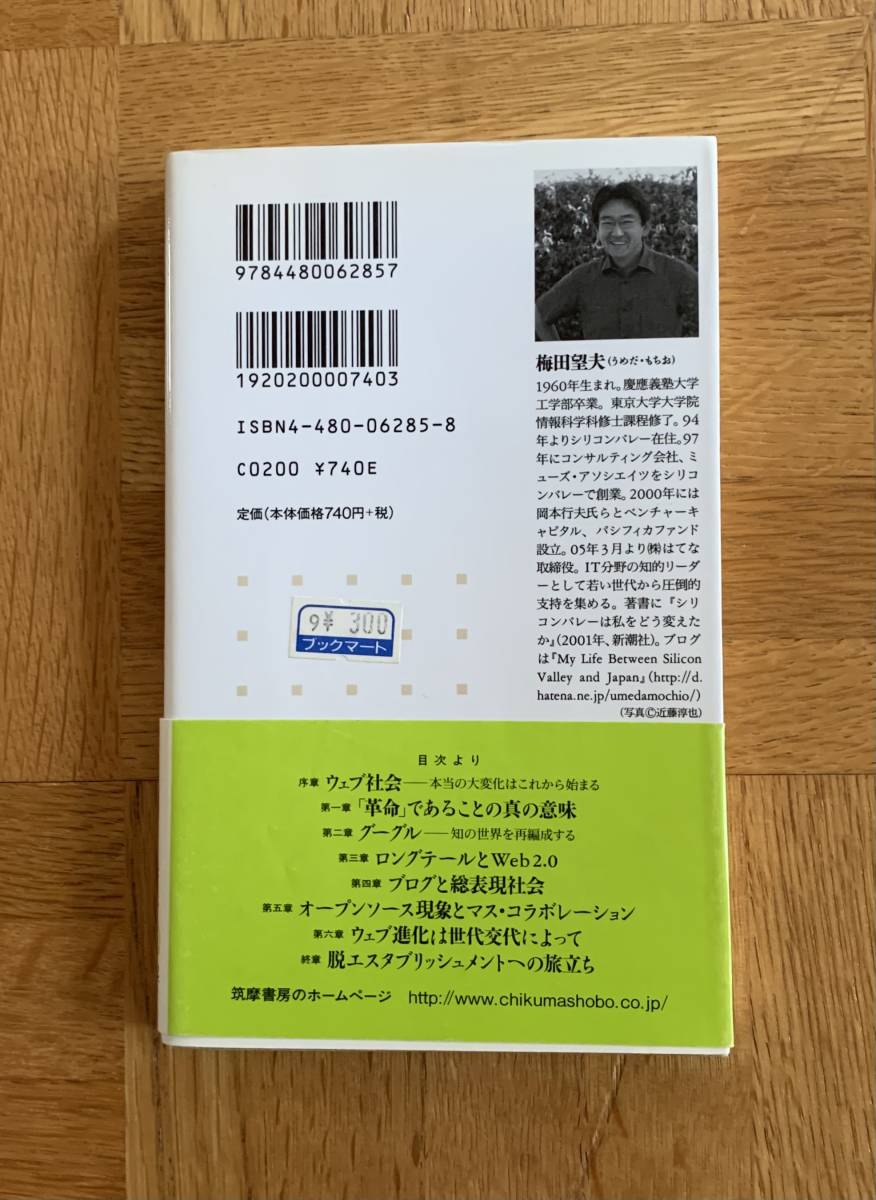 9784480062857
1920200007403
ISBN4-480-06285-8
C0200 ¥740E
定価(本体価格740円+税)
9¥ 300
ブックマート
梅田望夫(うめだ・もちお)
1960年生まれ。慶應義塾大学
工学部卒業。東京大学大学院
情報科学科修士課程修了。94
年よりシリコンバレー在住。97
年にコンサルティング会社、ミ
ューズ・アソシエイツをシリコ
ンバレーで創業。2000年には
岡本行夫氏らとベンチャーキ
ャピタル、パシフィカファンド
設立。05年3月より㈱はてな
取締役。IT分野の知的リーダ
ーとして若い世代から圧倒的
支持を集める。著書に『シリ
コンバレーは私をどう変えた
か』(2001年、新潮社)。ブログ
は『My Life Between Silicon
Valley and Japan』(http://d.
hatena.ne.jp/umedamochio/)
(写真©近藤淳也)
目次より
序章 ウェブ社会――本当の大変化はこれから始まる
第一章 「革命」であることの真の意味
第二章 グーグル――知の世界を再編成する
第三章 ロングテールとWeb2.0
第四章 ブログと総表現社会
第五章 オープンソース現象とマス・コラボレーション
第六章 ウェブ進化は世代交代によって
終章 脱エスタブリッシュメントへの旅立ち
筑摩書房のホームページ http://www.chikumashobo.co.jp/